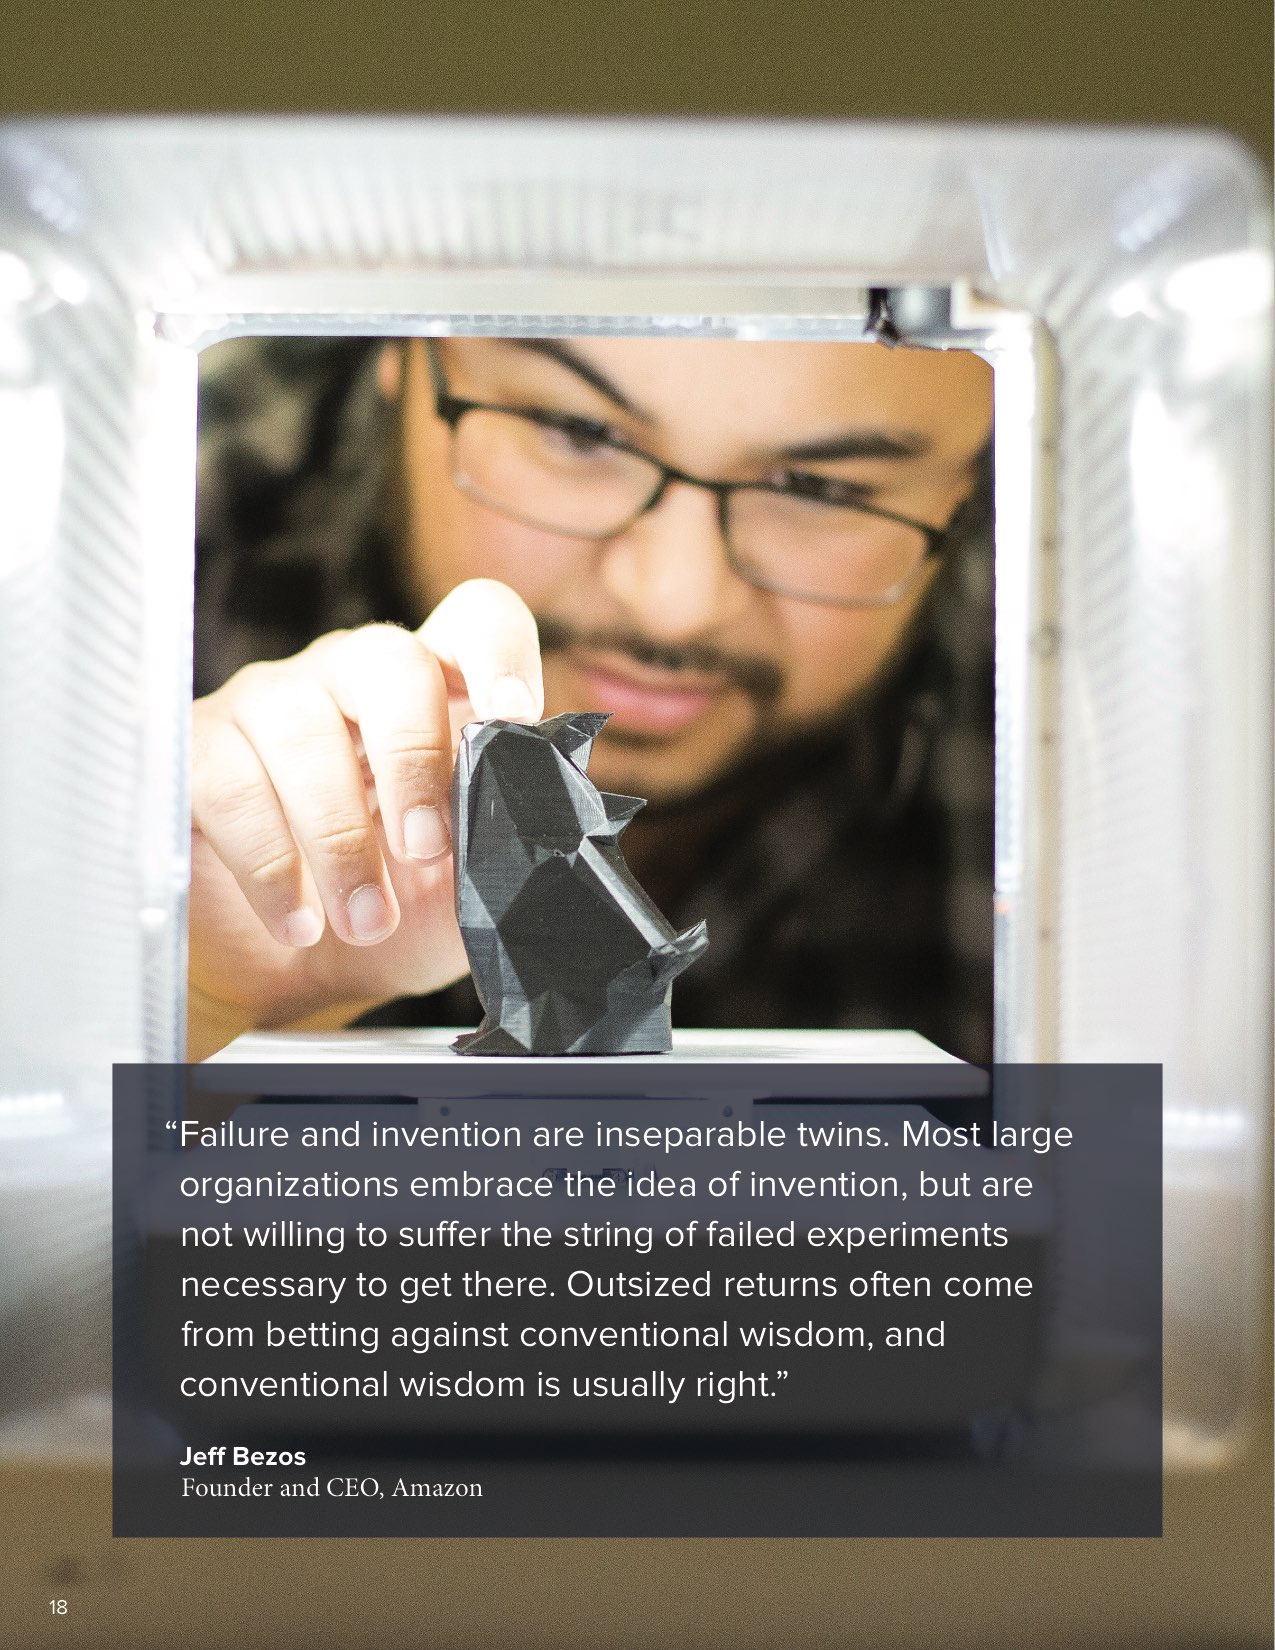 “Failure and invention are inseparable twins. Most large
organizations embrace the idea of invention, but are
not willing to suffer the string of failed experiments
necessary to get there. Outsized returns often come
from betting against conventional wisdom, and
conventional wisdom is usually right.”
Jeff Bezos
Founder and CEO, Amazon
18